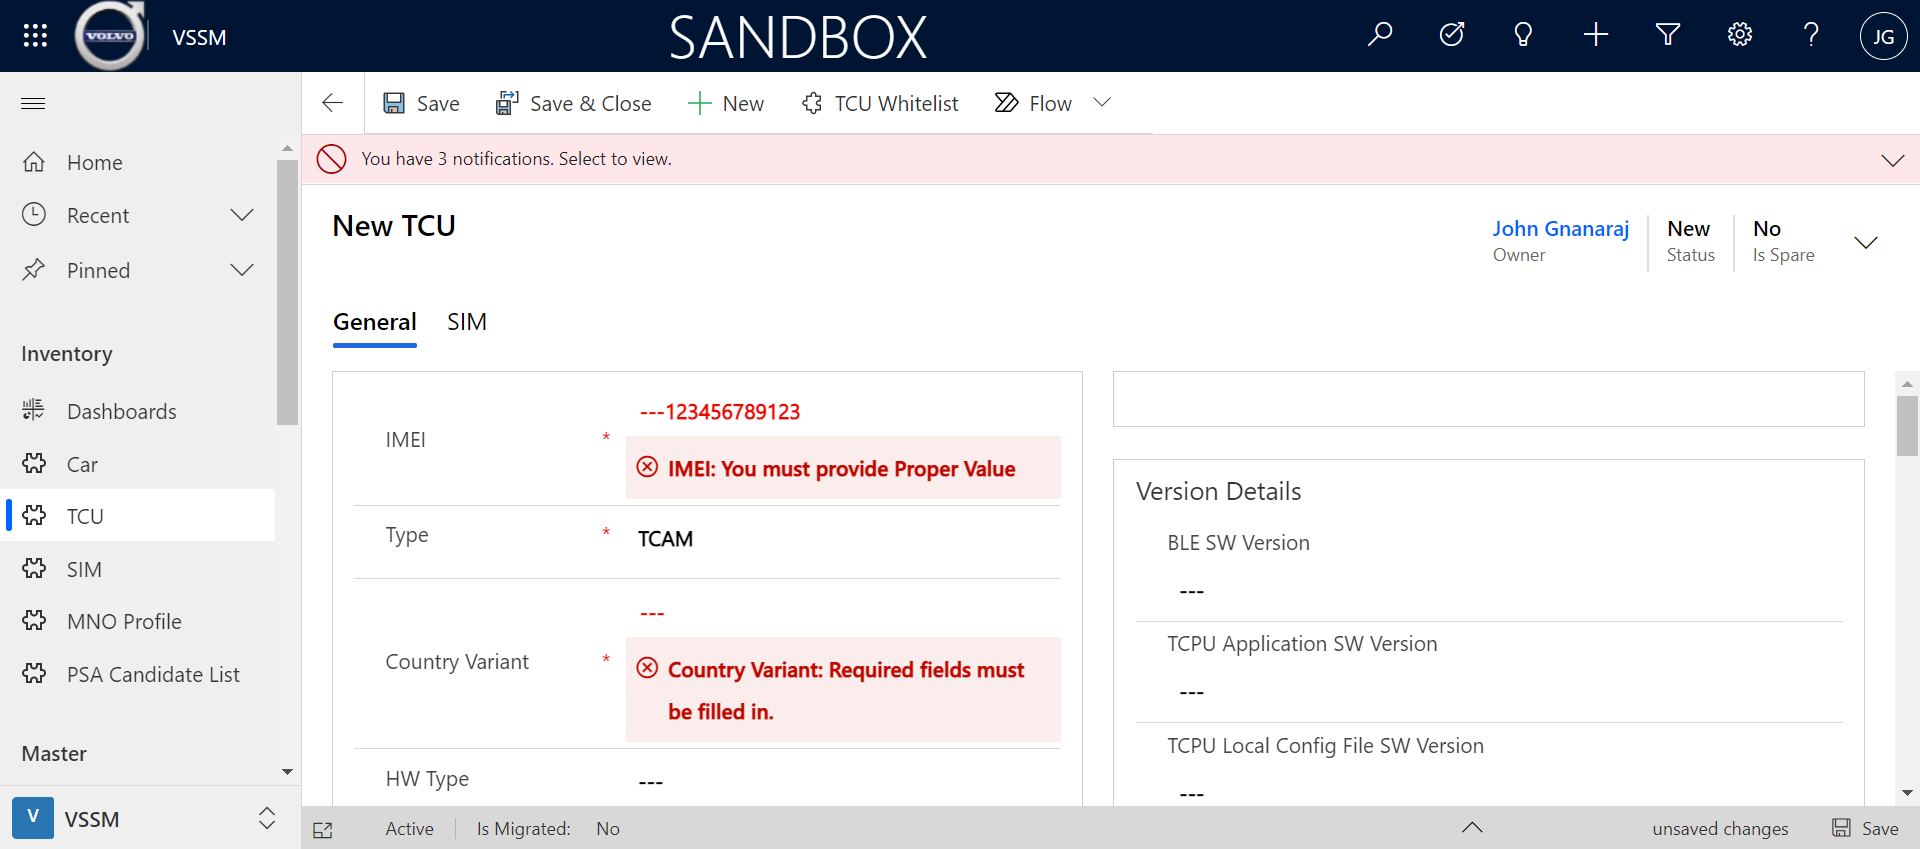 VOLVO
VSSM
SANDBOX
JG
Save
Save & Close
New
TCU Whitelist
Flow
Home
Recent
Pinned
Inventory
Dashboards
Car
TCU
SIM
MNO Profile
PSA Candidate List
Master
V
VSSM
You have 3 notifications. Select to view.
New TCU
John Gnanaraj
Owner
New
Status
No
Is Spare
General
SIM
IMEI
*
---123456789123
IMEI: You must provide Proper Value
Type
*
TCAM
Country Variant
*
---
Country Variant: Required fields must
be filled in.
HW Type
---
Version Details
BLE SW Version
---
TCPU Application SW Version
---
TCPU Local Config File SW Version
---
Active
Is Migrated:
No
unsaved changes
Save